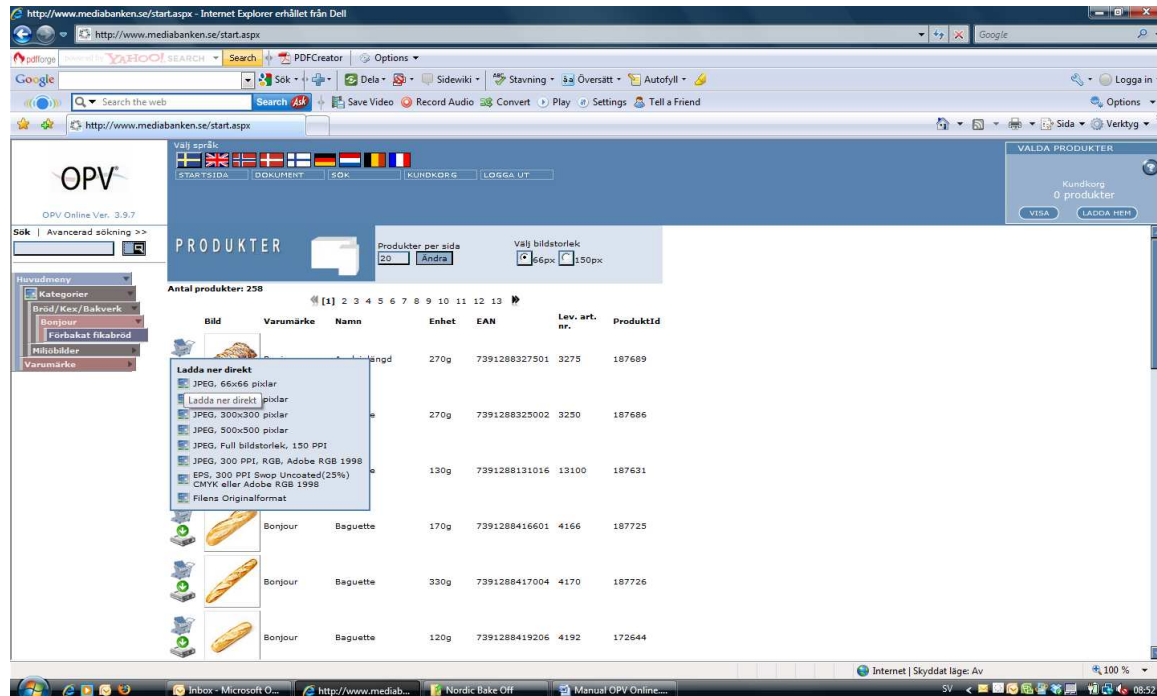 http://www.mediabanken.se/start.aspx - Internet Explorer erhållet från Dell
http://www.mediabanken.se/start.aspx
Google
pdfforge YAHOO! SEARCH Search PDFCreator Options
Google Sök Dela Sidewiki Stavning Översätt Autofyll Logga in
Search the web Search Ask Save Video Record Audio Convert Play Settings Tell a Friend Options
http://www.mediabanken.se/start.aspx Sida Verktyg
OPV
OPV Online Ver. 3.9.7
Välj språk
STARTSIDA DOKUMENT SÖK KUNDKORG LOGGA UT
VALDA PRODUKTER
Kundkorg
0 produkter
VISA LADDA HEM
Sök | Avancerad sökning >>
PRODUKTER
Produkter per sida
20 Ändra
Välj bildstorlek
66px 150px
Huvudmeny
Kategorier
Bröd/Kex/Bakverk
Bonjour
Förbakat fikabröd
Miljöbilder
Varumärke
Antal produkter: 258
[1] 2 3 4 5 6 7 8 9 10 11 12 13
Bild Varumärke Namn Enhet EAN Lev. art. nr. ProduktId
270g 7391288327501 3275 187689
270g 7391288325002 3250 187686
130g 7391288131016 13100 187631
Bonjour Baguette 170g 7391288416601 4166 187725
Bonjour Baguette 330g 7391288417004 4170 187726
Bonjour Baguette 120g 7391288419206 4192 172644
Ladda ner direkt
JPEG, 66x66 pixlar
Ladda ner direkt pixlar
JPEG, 300x300 pixlar
JPEG, 500x500 pixlar
JPEG, Full bildstorlek, 150 PPI
JPEG, 300 PPI, RGB, Adobe RGB 1998
EPS, 300 PPI Swop Uncoated(25%)
CMYK eller Adobe RGB 1998
Filens Originalformat
Internet | Skyddat läge: Av 100 %
Inbox - Microsoft O... http://www.mediab... Nordic Bake Off Manual OPV Online.... SV 08:52